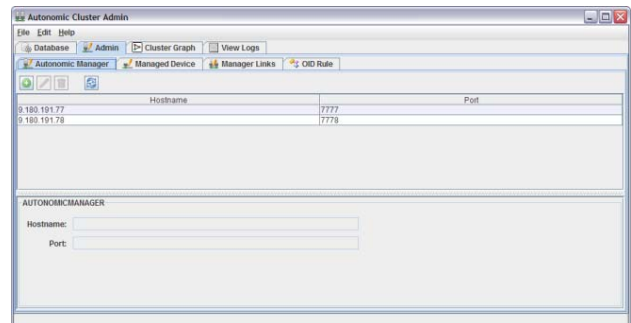 Autonomic Cluster Admin
File Edit Help
Database Admin Cluster Graph View Logs
Autonomic Manager Managed Device Manager Links OID Rule
Hostname Port
9.180.191.77 7777
9.180.191.78 7778
AUTONOMICMANAGER
Hostname:
Port: